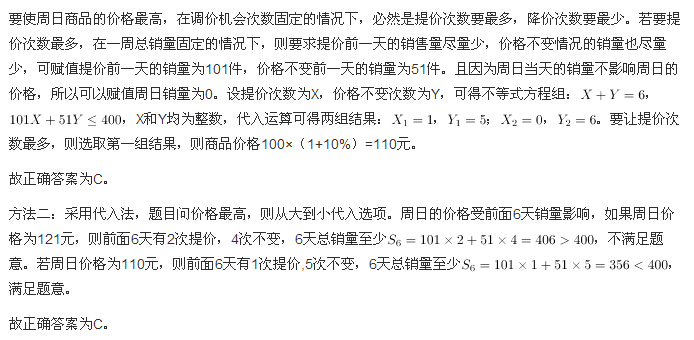 要使周日商品的价格最高，在调价机会次数固定的情况下，必然是提价次数要最多，降价次数要最少。若要提
价次数最多，在一周总销量固定的情况下，则要求提价前一天的销售量尽量少，价格不变情况的销量也尽量
少，可赋值提价前一天的销量为101件，价格不变前一天的销量为51件。且因为周日当天的销量不影响周日的
价格，所以可以赋值周日销量为0。设提价次数为X，价格不变次数为Y，可得不等式方程组：X + Y = 6，
101X + 51Y ≤ 400，X和Y均为整数，代入运算可得两组结果：X₁ = 1，Y₁ = 5；X₂ = 0，Y₂ = 6。要让提价次
数最多，则选取第一组结果，则商品价格100×（1+10%）=110元。
故正确答案为C。
方法二：采用代入法，题目问价格最高，则从大到小代入选项。周日的价格受前面6天销量影响，如果周日价
格为121元，则前面6天有2次提价，4次不变，6天总销量至少S₆ = 101 × 2 + 51 × 4 = 406 > 400，不满足题
意。若周日价格为110元，则前面6天有1次提价,5次不变，6天总销量至少S₆ = 101 × 1 + 51 × 5 = 356 < 400，
满足题意。
故正确答案为C。